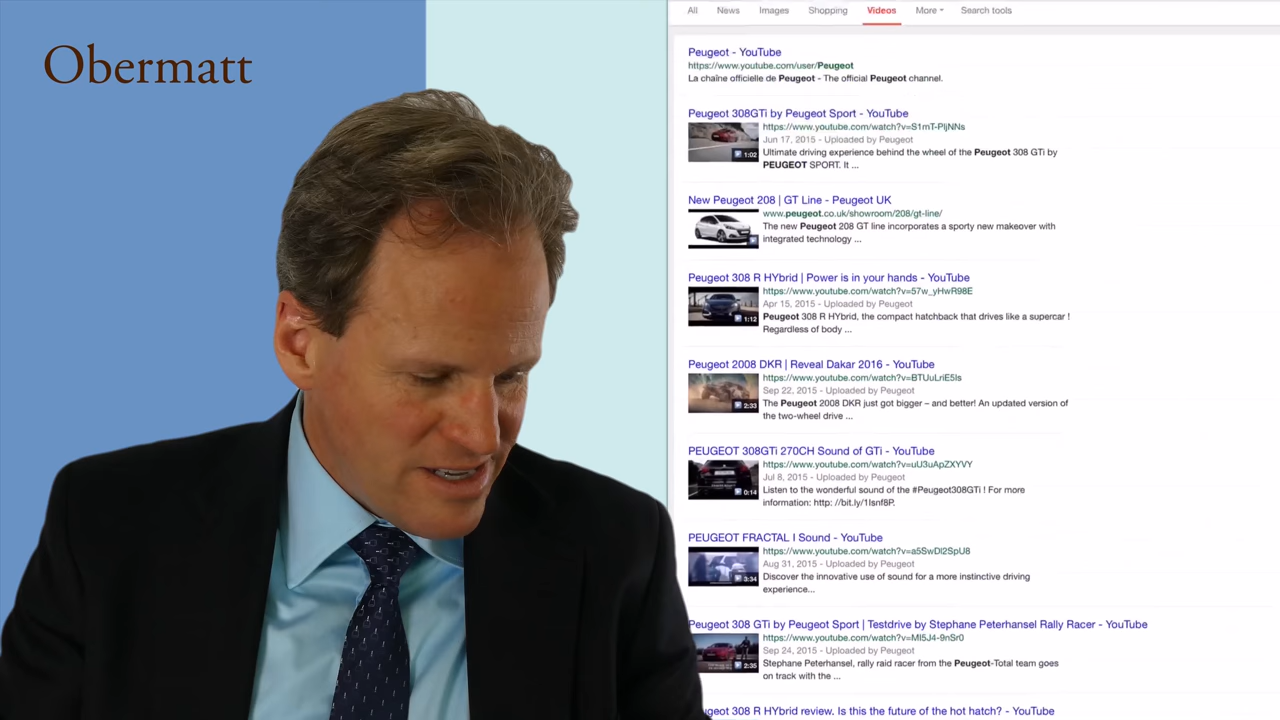 Obermatt
All News Images Shopping Videos More Search tools
Peugeot - YouTube
https://www.youtube.com/user/Peugeot
La chaîne officielle de Peugeot - The official Peugeot channel.
Peugeot 308GTi by Peugeot Sport - YouTube
https://www.youtube.com/watch?v=S1mT-PljNNs
Jun 17, 2015 - Uploaded by Peugeot
1:02
Ultimate driving experience behind the wheel of the Peugeot 308 GTi by
PEUGEOT SPORT. It ...
New Peugeot 208 | GT Line - Peugeot UK
www.peugeot.co.uk/showroom/208/gt-line/
The new Peugeot 208 GT line incorporates a sporty new makeover with
integrated technology ...
Peugeot 308 R HYbrid | Power is in your hands - YouTube
https://www.youtube.com/watch?v=57w_yHwR98E
Apr 15, 2015 - Uploaded by Peugeot
1:12
Peugeot 308 R HYbrid, the compact hatchback that drives like a supercar !
Regardless of body ...
Peugeot 2008 DKR | Reveal Dakar 2016 - YouTube
https://www.youtube.com/watch?v=BTUuLriE5Is
Sep 22, 2015 - Uploaded by Peugeot
2:33
The Peugeot 2008 DKR just got bigger – and better! An updated version of
the two-wheel drive ...
PEUGEOT 308GTi 270CH Sound of GTi - YouTube
https://www.youtube.com/watch?v=uU3uApZXYVY
Jul 8, 2015 - Uploaded by Peugeot
0:14
Listen to the wonderful sound of the #Peugeot308GTi ! For more
information: http: //bit.ly/1Isnf8P.
PEUGEOT FRACTAL I Sound - YouTube
https://www.youtube.com/watch?v=a5SwDl2SpU8
Aug 31, 2015 - Uploaded by Peugeot
3:34
Discover the innovative use of sound for a more instinctive driving
experience...
Peugeot 308 GTi by Peugeot Sport | Testdrive by Stephane Peterhansel Rally Racer - YouTube
https://www.youtube.com/watch?v=MI5J4-9nSr0
Sep 24, 2015 - Uploaded by Peugeot
2:35
Stephane Peterhansel, rally raid racer from the Peugeot-Total team goes
on track with the ...
ugeot 308 R HYbrid review. Is this the future of the hot hatch? - YouTube